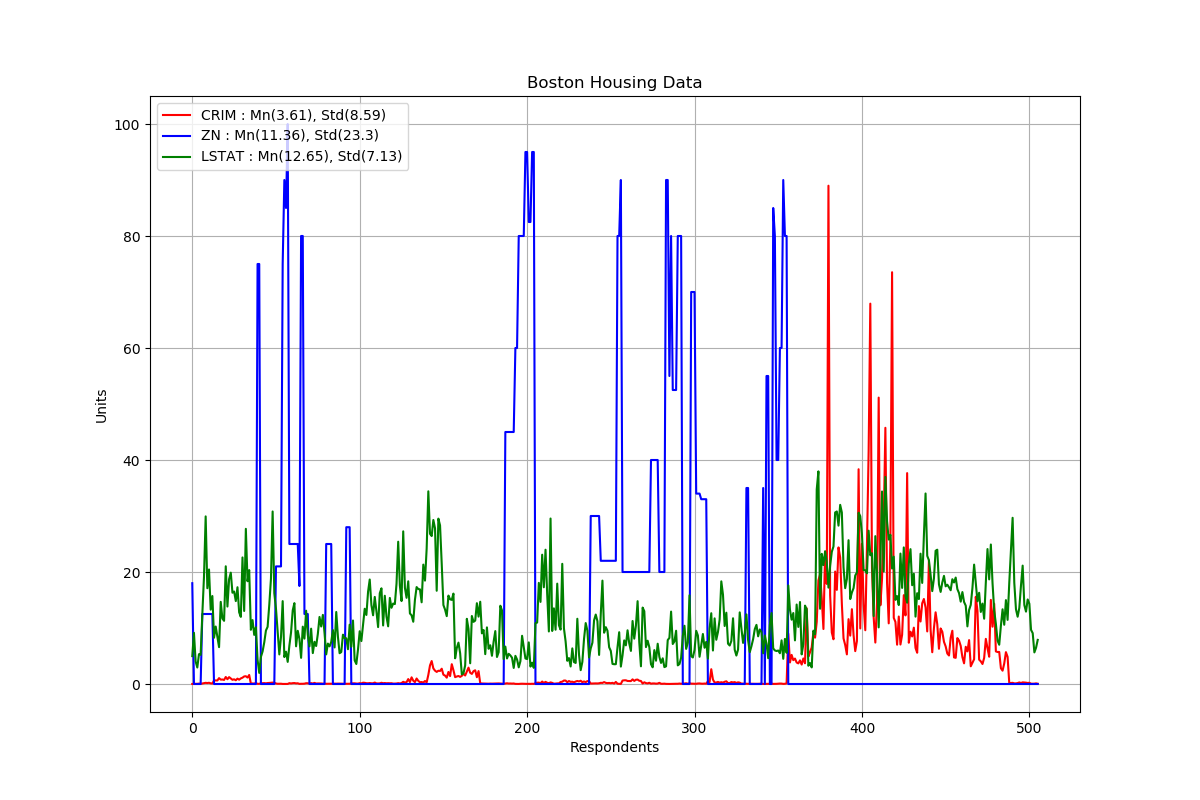 Boston Housing Data
CRIM : Mn(3.61), Std(8.59)
ZN : Mn(11.36), Std(23.3)
LSTAT : Mn(12.65), Std(7.13)
100
80
60
40
20
0
Units
0 100 200 300 400 500
Respondents